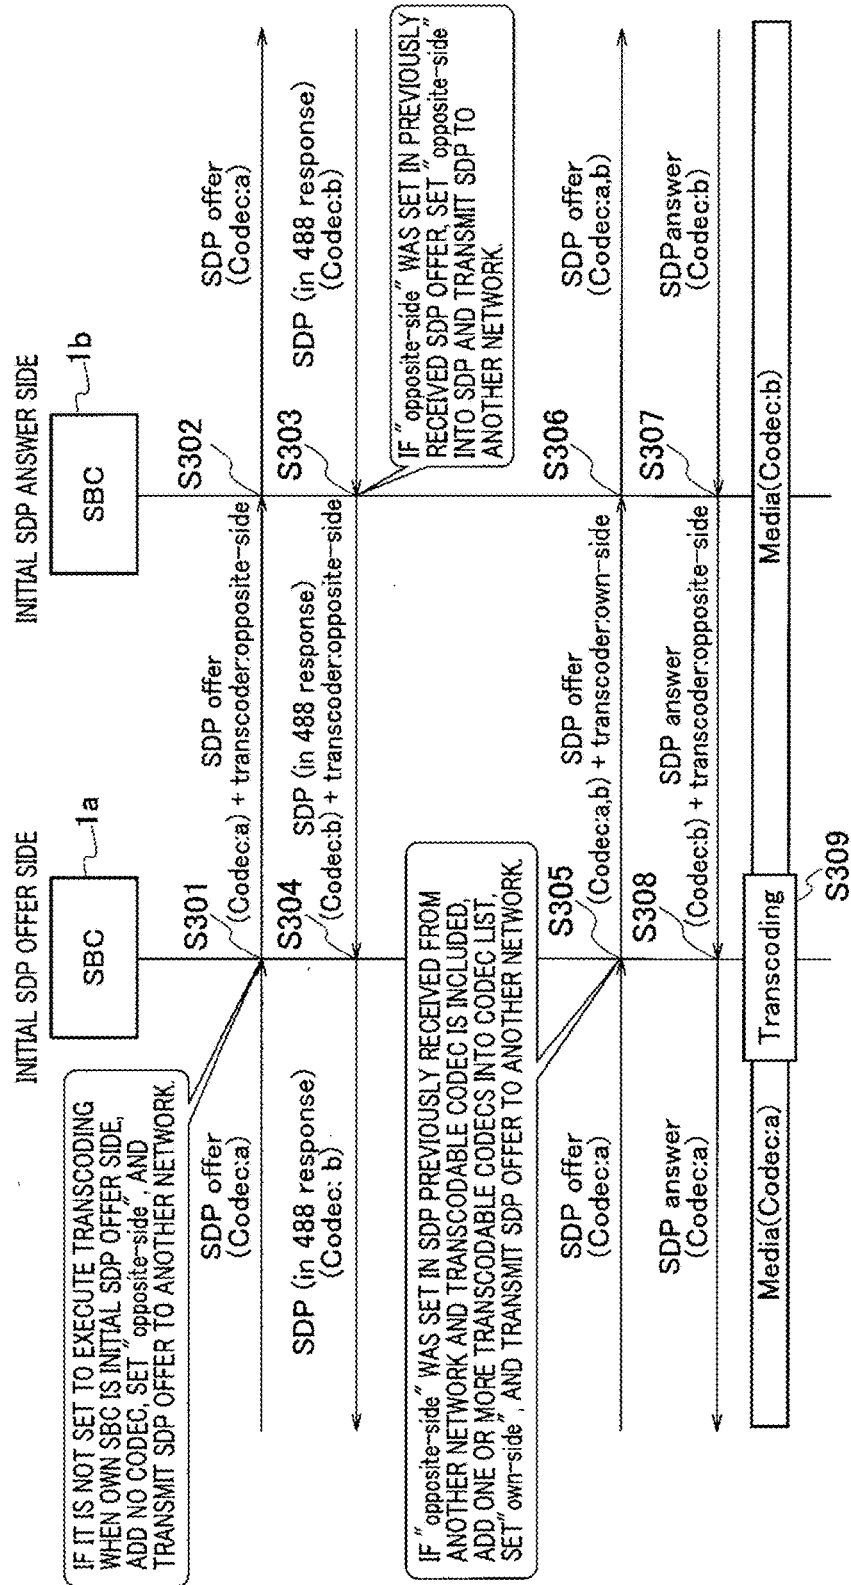 INITIAL SDP OFFER SIDE
INITIAL SDP ANSWER SIDE
SBC
1a
SBC
1b
IF IT IS NOT SET TO EXECUTE TRANSCODING
WHEN OWN SBC IS INITIAL SDP OFFER SIDE,
ADD NO CODEC, SET "opposite-side", AND
TRANSMIT SDP OFFER TO ANOTHER NETWORK.
SDP offer
(Codec:a)
S301
SDP offer
(Codec:a) + transcoder:opposite-side
S302
SDP offer
(Codec:a)
SDP (in 488 response)
(Codec: b)
S304
SDP (in 488 response)
(Codec:b) + transcoder:opposite-side
S303
SDP (in 488 response)
(Codec:b)
IF "opposite-side" WAS SET IN PREVIOUSLY
RECEIVED SDP OFFER, SET "opposite-side"
INTO SDP AND TRANSMIT SDP TO
ANOTHER NETWORK.
IF "opposite-side" WAS SET IN SDP PREVIOUSLY RECEIVED FROM
ANOTHER NETWORK AND TRANSCODABLE CODEC IS INCLUDED,
ADD ONE OR MORE TRANSCODABLE CODECS INTO CODEC LIST,
SET "own-side", AND TRANSMIT SDP OFFER TO ANOTHER NETWORK.
SDP offer
(Codec:a)
S305
SDP offer
(Codec:a,b) + transcoder:own-side
S306
SDP offer
(Codec:a,b)
SDP answer
(Codec:a)
S308
SDP answer
(Codec:b) + transcoder:opposite-side
S307
SDP answer
(Codec:b)
Media(Codec:a)
Transcoding
Media(Codec:b)
S309